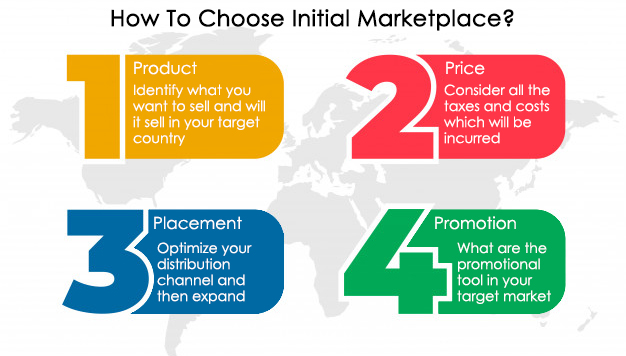 How To Choose Initial Marketplace?
1
Product
Identify what you
want to sell and will
it sell in your target
country
2
Price
Consider all the
taxes and costs
which will be
incurred
3
Placement
Optimize your
distribution
channel and
then expand
4
Promotion
What are the
promotional
tool in your
target market